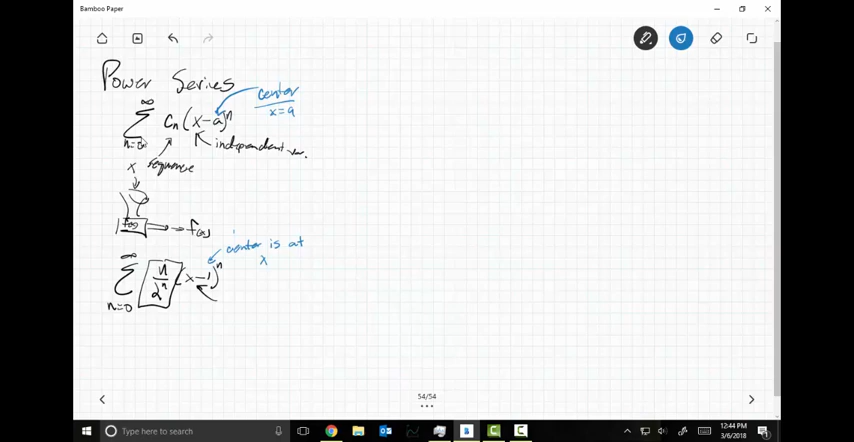 Bamboo Paper
Power Series
center
x=a
∞
Σ cₙ(x-a)ⁿ
n=0
independent var.
x sequence
f(x) → f(x)
center is at
x
∞
Σ n/2ⁿ (x-1)ⁿ
n=0
54/54
Type here to search
12:44 PM
3/6/2018